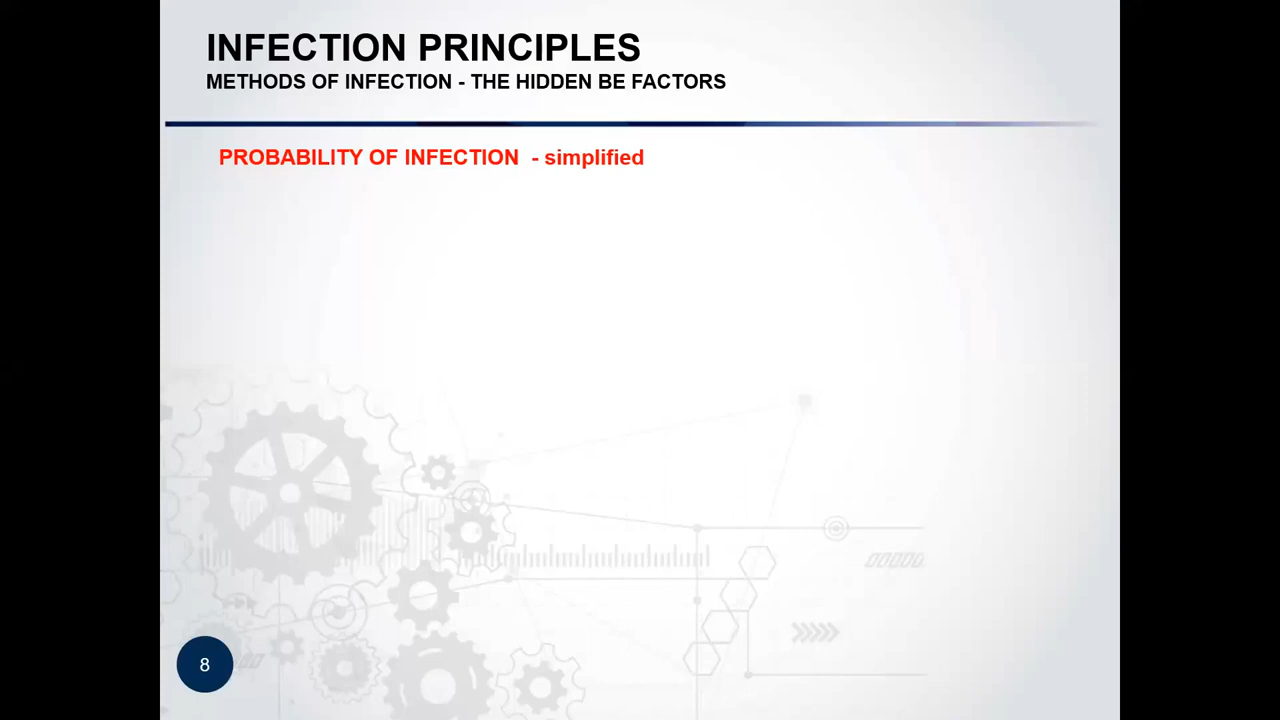 INFECTION PRINCIPLES
METHODS OF INFECTION - THE HIDDEN BE FACTORS
PROBABILITY OF INFECTION - simplified
8